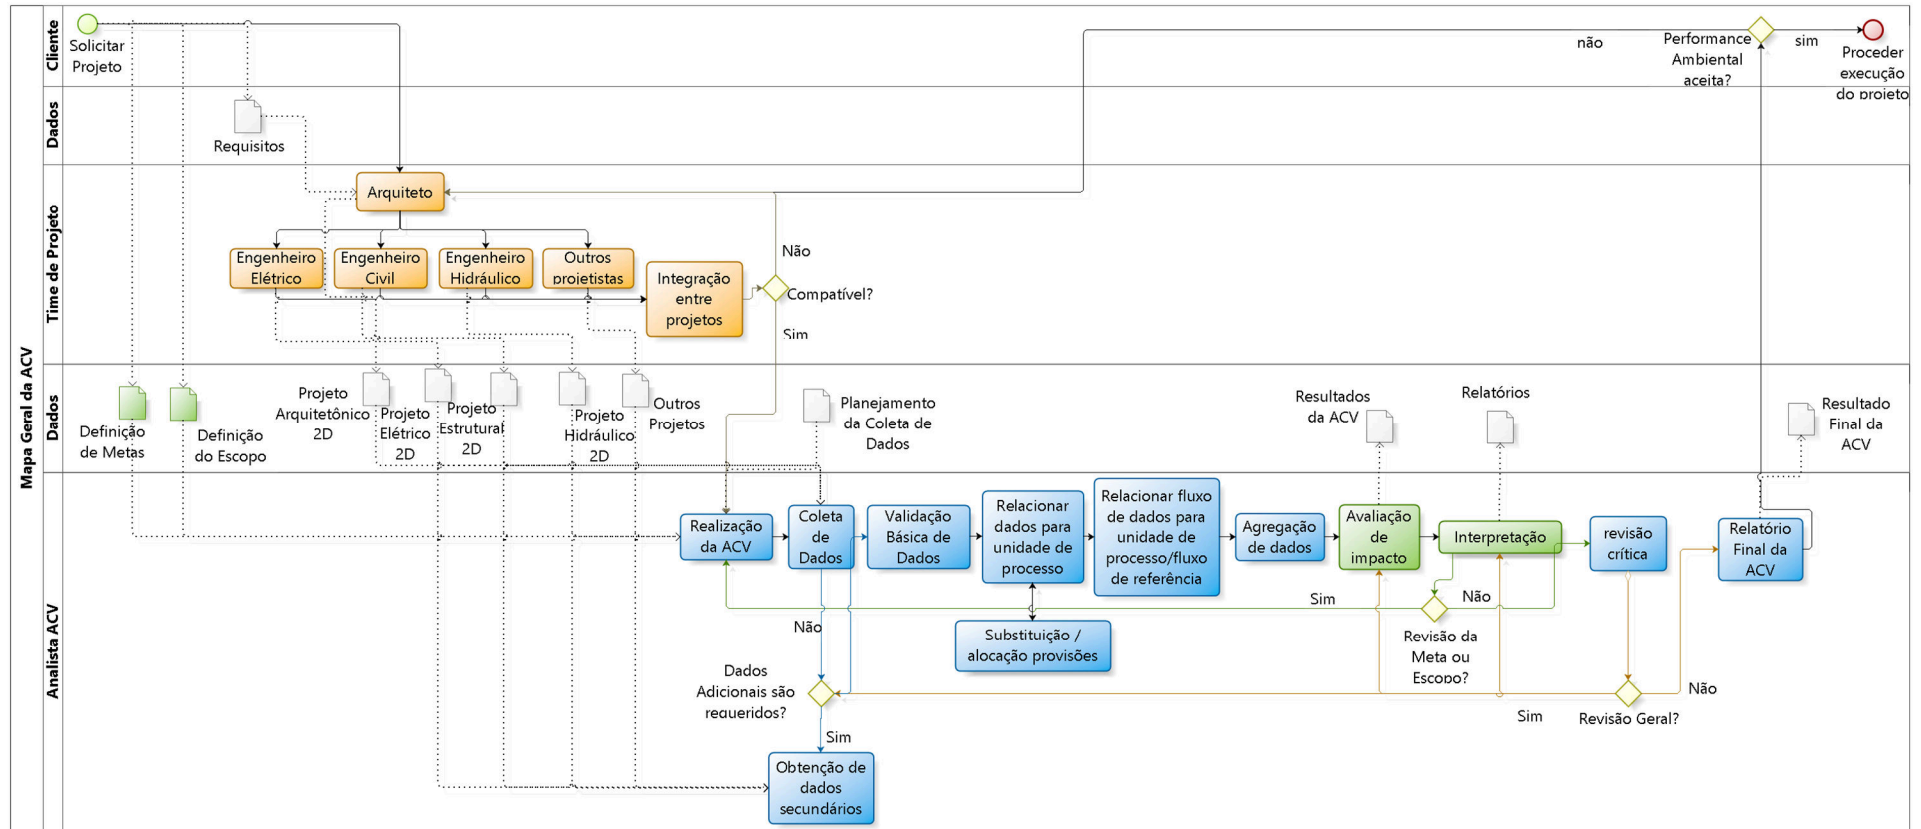 Mapa Geral da ACV
Cliente
Solicitar
Projeto
não
Performance
Ambiental
aceita?
sim
Proceder
execução
do projeto
Dados
Requisitos
Time de Projeto
Arquiteto
Engenheiro
Elétrico
Engenheiro
Civil
Engenheiro
Hidráulico
Outros
projetistas
Integração
entre
projetos
Não
Compatível?
Sim
Dados
Definição
de Metas
Definição
do Escopo
Projeto
Arquitetônico
2D
Projeto
Elétrico
2D
Projeto
Estrutural
2D
Projeto
Hidráulico
2D
Outros
Projetos
Planejamento
da Coleta de
Dados
Resultados
da ACV
Relatórios
Resultado
Final da
ACV
Analista ACV
Realização
da ACV
Coleta
de
Dados
Validação
Básica de
Dados
Relacionar
dados para
unidade de
processo
Relacionar fluxo
de dados para
unidade de
processo/fluxo
de referência
Agregação
de dados
Avaliação
de
impacto
Interpretação
revisão
crítica
Relatório
Final da
ACV
Sim
Não
Revisão da
Meta ou
Escopo?
Substituição /
alocação provisões
Não
Dados
Adicionais são
requeridos?
Sim
Obtenção de
dados
secundários
Sim
Revisão Geral?
Não